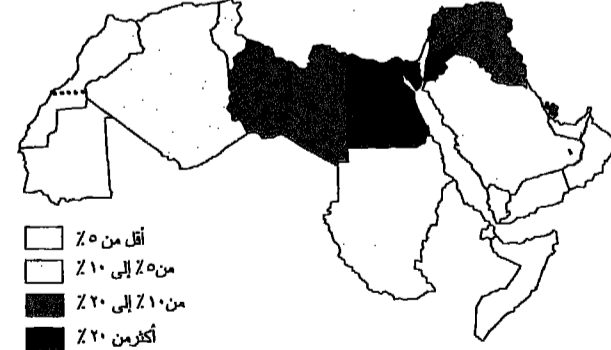 أقل من ٥ ٪
من٥ ٪ إلى ١٠ ٪
من١٠ ٪ إلى ٢٠ ٪
أكثرمن ٢٠ ٪